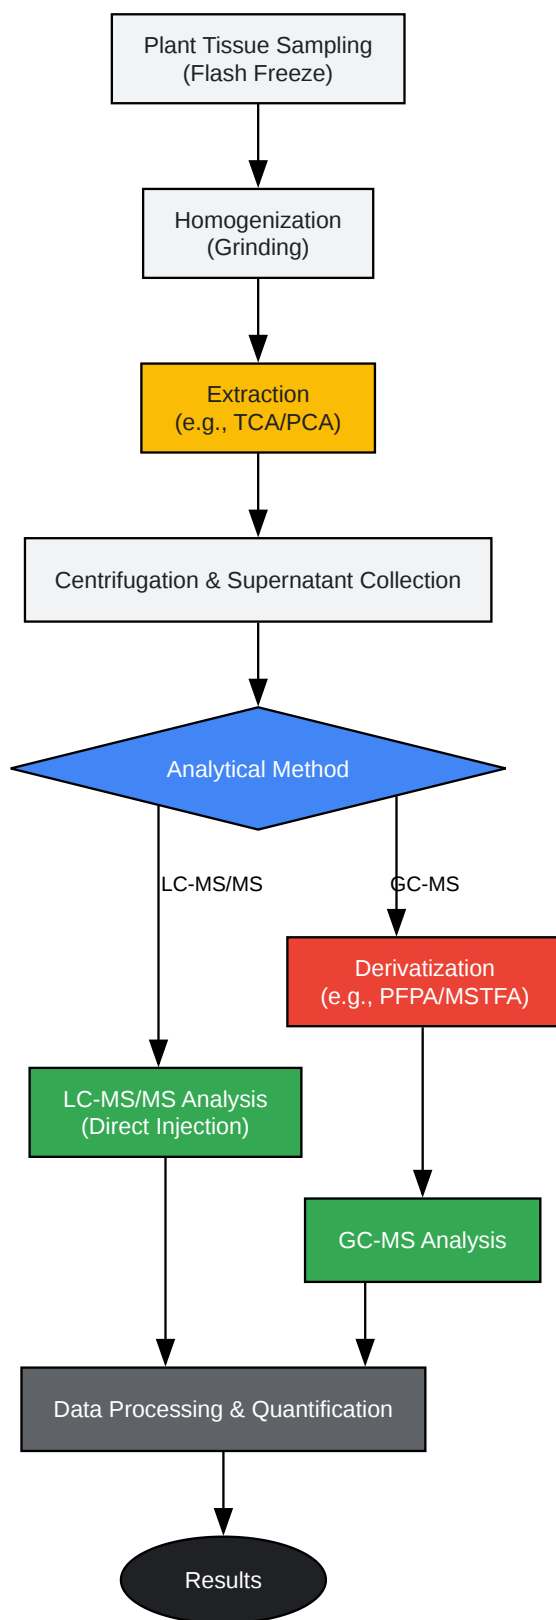 Plant Tissue Sampling
(Flash Freeze)
Homogenization
(Grinding)
Extraction
(e.g., TCA/PCA)
Centrifugation & Supernatant Collection
Analytical Method
LC-MS/MS
GC-MS
Derivatization
(e.g., PFPA/MSTFA)
LC-MS/MS Analysis
(Direct Injection)
GC-MS Analysis
Data Processing & Quantification
Results